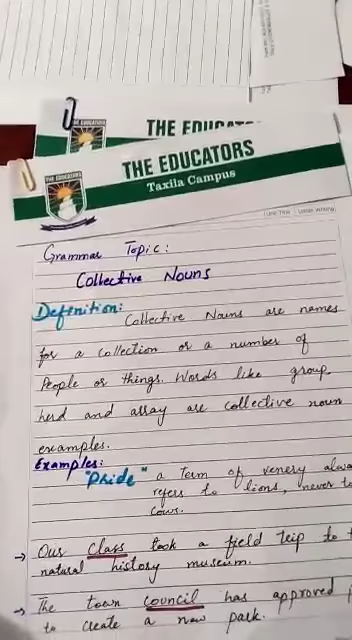 THE EDUCATORS
THE EDUCATORS
Taxila Campus
Grammar Topic:
Collective Nouns
Definition:
Collective Nouns are names
for a collection or a number of
People or things. Words like group
herd and array are collective noun
examples.
Examples:
"Pride" a term of venery
refers to lions, never to
cows.
→ Our Class took a field trip to
natural history museum.
→ The town council has approved
to create a new park.